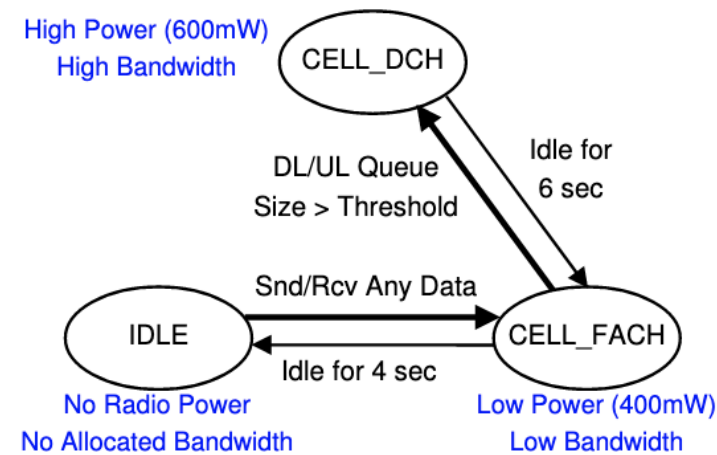 High Power (600mW)
High Bandwidth
CELL_DCH
Idle for
6 sec
DL/UL Queue
Size > Threshold
Snd/Rcv Any Data
IDLE
CELL_FACH
Idle for 4 sec
No Radio Power
No Allocated Bandwidth
Low Power (400mW)
Low Bandwidth